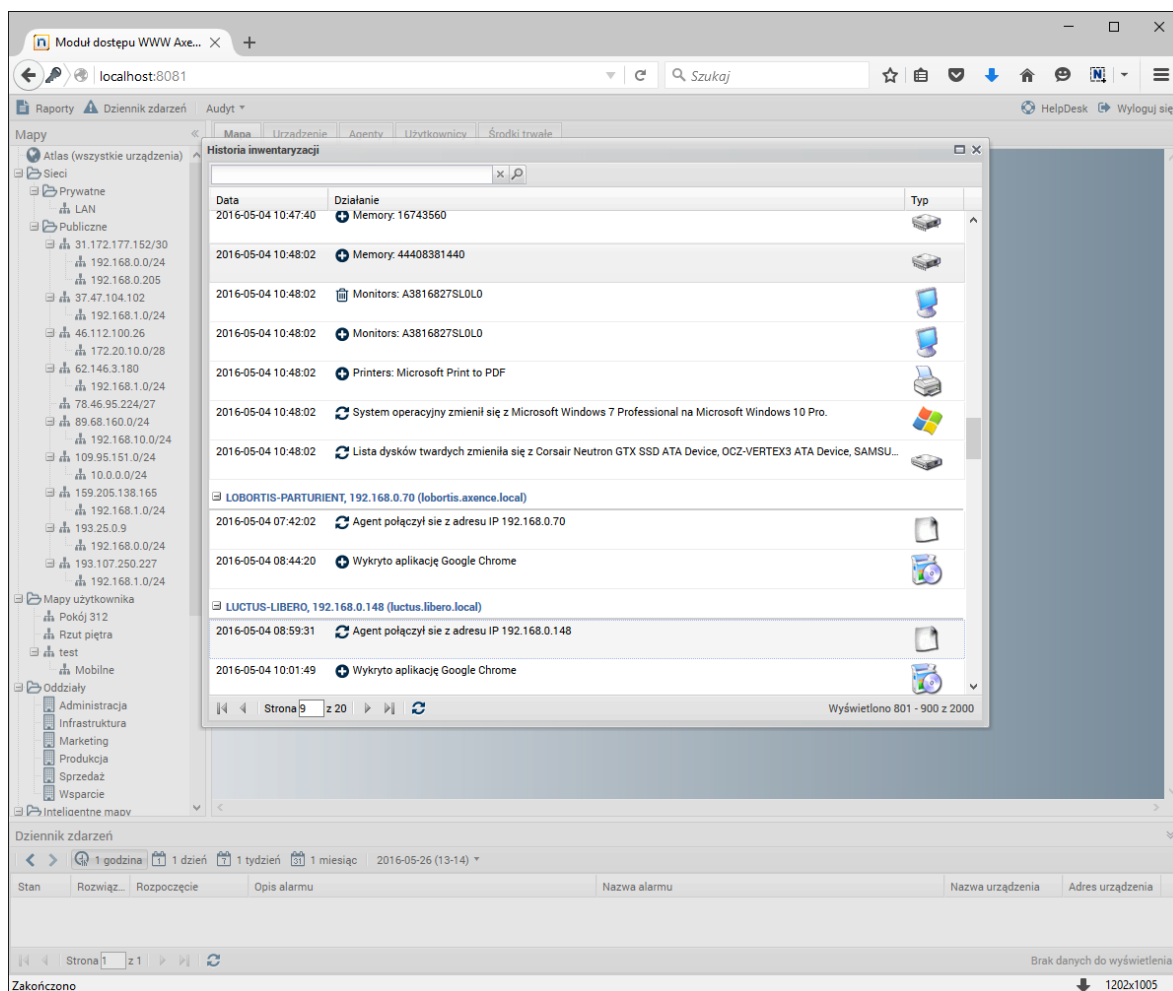 Moduł dostępu WWW Axe...
localhost:8081
Szukaj
Raporty Dziennik zdarzeń Audyt HelpDesk Wyloguj się
Mapy
Mapa Urządzenie Agenty Użytkownicy Środki trwałe
Atlas (wszystkie urządzenia)
Sieci
Prywatne
LAN
Publiczne
31.172.177.152/30
192.168.0.0/24
192.168.0.205
37.47.104.102
192.168.1.0/24
46.112.100.26
172.20.10.0/28
62.146.3.180
192.168.1.0/24
78.46.95.224/27
89.68.160.0/24
192.168.10.0/24
109.95.151.0/24
10.0.0.0/24
159.205.138.165
192.168.1.0/24
193.25.0.9
192.168.0.0/24
193.107.250.227
192.168.1.0/24
Mapy użytkownika
Pokój 312
Rzut piętra
test
Mobilne
Oddziały
Administracja
Infrastruktura
Marketing
Produkcja
Sprzedaż
Wsparcie
Inteligentne mapy
Historia inwentaryzacji
Data Działanie Typ
2016-05-04 10:47:40 Memory: 16743560
2016-05-04 10:48:02 Memory: 44408381440
2016-05-04 10:48:02 Monitors: A3816827SL0L0
2016-05-04 10:48:02 Monitors: A3816827SL0L0
2016-05-04 10:48:02 Printers: Microsoft Print to PDF
2016-05-04 10:48:02 System operacyjny zmienił się z Microsoft Windows 7 Professional na Microsoft Windows 10 Pro.
2016-05-04 10:48:02 Lista dysków twardych zmieniła się z Corsair Neutron GTX SSD ATA Device, OCZ-VERTEX3 ATA Device, SAMSU...
LOBORTIS-PARTURIENT, 192.168.0.70 (lobortis.axence.local)
2016-05-04 07:42:02 Agent połączył sie z adresu IP 192.168.0.70
2016-05-04 08:44:20 Wykryto aplikację Google Chrome
LUCTUS-LIBERO, 192.168.0.148 (luctus.libero.local)
2016-05-04 08:59:31 Agent połączył sie z adresu IP 192.168.0.148
2016-05-04 10:01:49 Wykryto aplikację Google Chrome
Strona 9 z 20 Wyświetlono 801 - 900 z 2000
Dziennik zdarzeń
1 godzina 1 dzień 1 tydzień 1 miesiąc 2016-05-26 (13-14)
Stan Rozwiąz... Rozpoczęcie Opis alarmu Nazwa alarmu Nazwa urządzenia Adres urządzenia
Strona 1 z 1 Brak danych do wyświetlenia
Zakończono 1202x1005